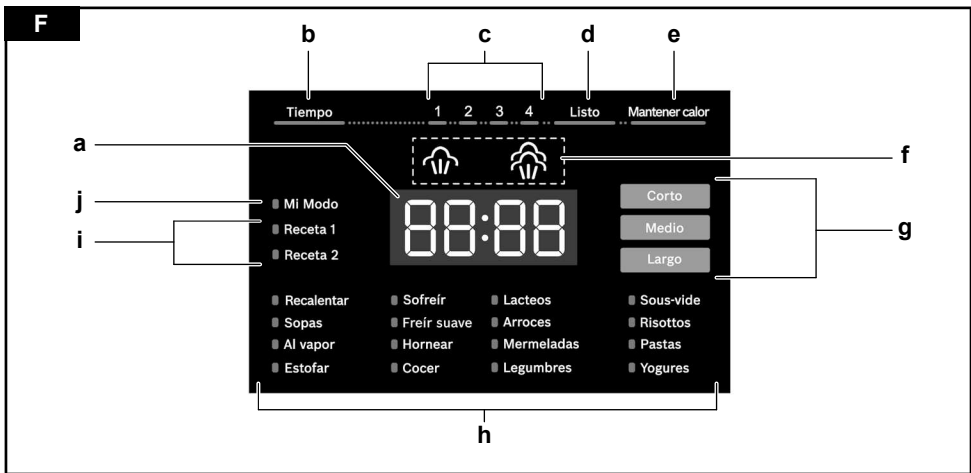 F
b c d e
Tiempo 1 2 3 4 Listo Mantener calor
a f
88:88
j Mi Modo Corto
i Receta 1 Medio g
Receta 2 Largo
Recalentar Sofreír Lacteos Sous-vide
Sopas Freír suave Arroces Risottos
Al vapor Hornear Mermeladas Pastas
Estofar Cocer Legumbres Yogures
h